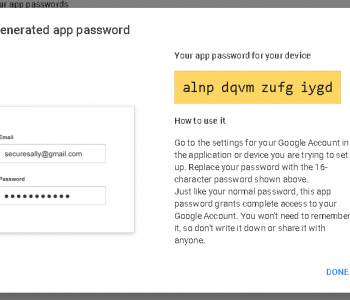 ur app passwords
enerated app password
Your app password for your device
alnp dqvm zufg iygd
How to use it
Email
securesally@gmail.com
Password
Go to the settings for your Google Account in
the application or device you are trying to set
up. Replace your password with the 16-
character password shown above.
Just like your normal password, this app
password grants complete access to your
Google Account. You won't need to remember
it, so don't write it down or share it with
anyone.
DONE